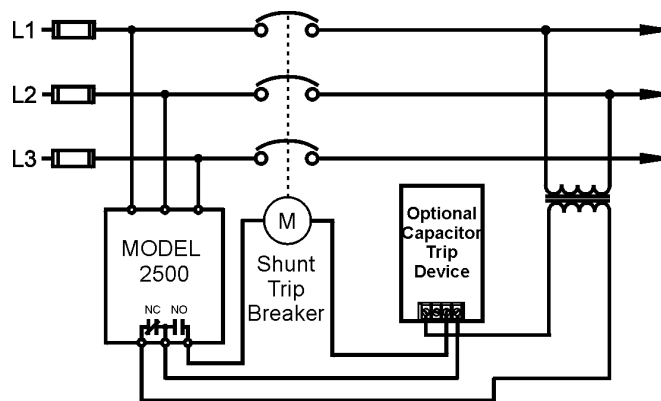 L1
L2
L3
MODEL
2500
NC NO
M
Shunt
Trip
Breaker
Optional
Capacitor
Trip
Device